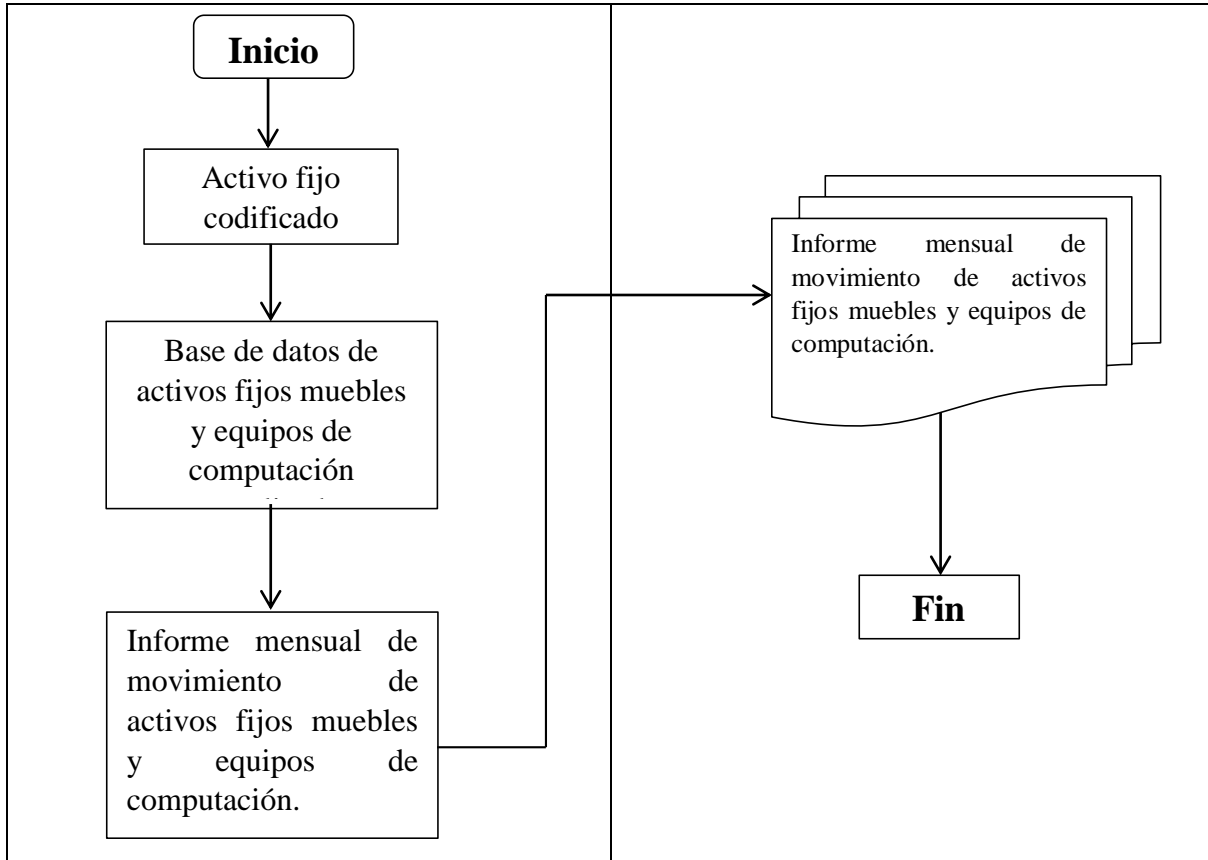 Inicio
Activo fijo
codificado
Base de datos de
activos fijos muebles
y equipos de
computación
Informe mensual de
movimiento de
activos fijos muebles
y equipos de
computación.
Informe mensual de
movimiento de activos
fijos muebles y equipos de
computación.
Fin